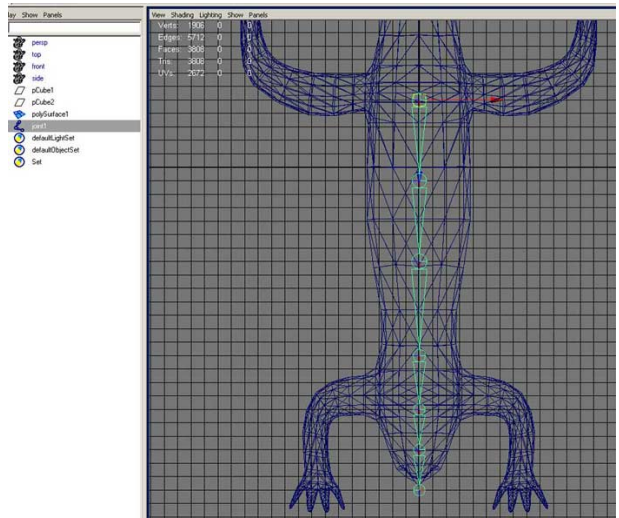 lay Show Panels
persp
top
front
side
pCube1
pCube2
polySurface1
joint1
defaultLightSet
defaultObjectSet
Set
View Shading Lighting Show Panels
Verts: 1906 0 0
Edges: 5712 0 0
Faces: 3808 0 0
Tris: 3808 0 0
UVs: 2672 0 0